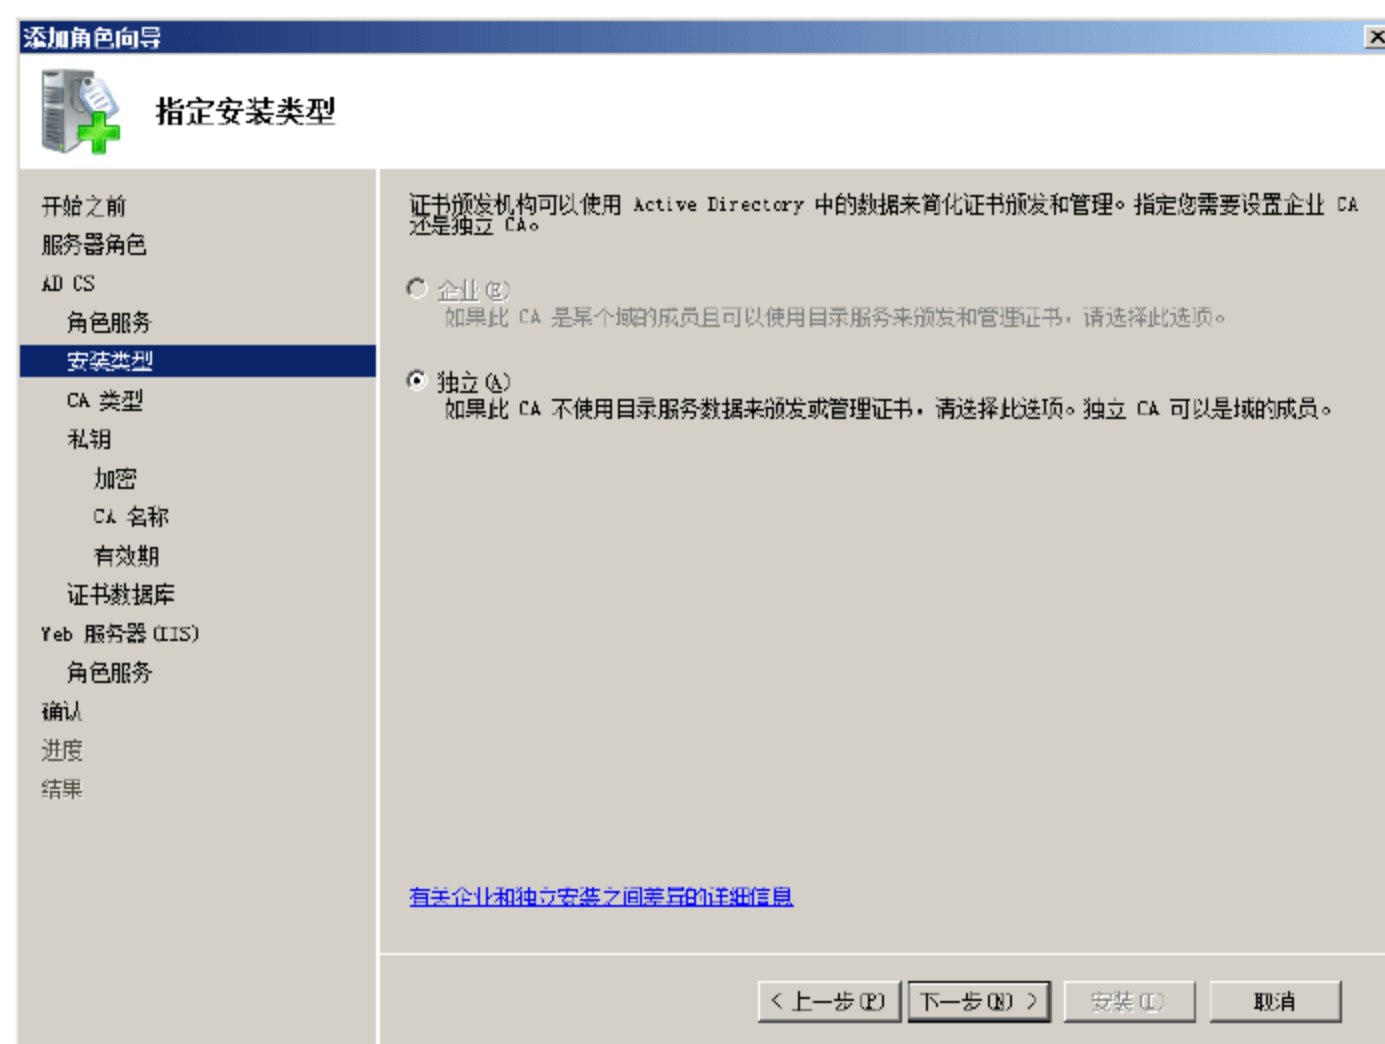 添加角色向导
指定安装类型
开始之前
服务器角色
AD CS
角色服务
安装类型
CA 类型
私钥
加密
CA 名称
有效期
证书数据库
Web 服务器(IIS)
角色服务
确认
进度
结果
证书颁发机构可以使用 Active Directory 中的数据来简化证书颁发和管理。指定您需要设置企业 CA
还是独立 CA。
企业(E)
如果此 CA 是某个域的成员且可以使用目录服务来颁发和管理证书，请选择此选项。
独立(A)
如果此 CA 不使用目录服务数据来颁发或管理证书，请选择此选项。独立 CA 可以是域的成员。
有关企业和独立安装之间差异的详细信息
< 上一步(P) 下一步(N) > 安装(I) 取消